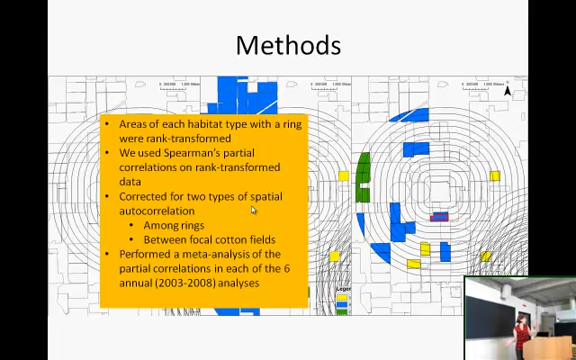 Methods
• Areas of each habitat type with a ring
were rank-transformed
• We used Spearman's partial
correlations on rank-transformed
data
• Corrected for two types of spatial
autocorrelation
• Among rings
• Between focal cotton fields
• Performed a meta-analysis of the
partial correlations in each of the 6
annual (2003-2008) analyses